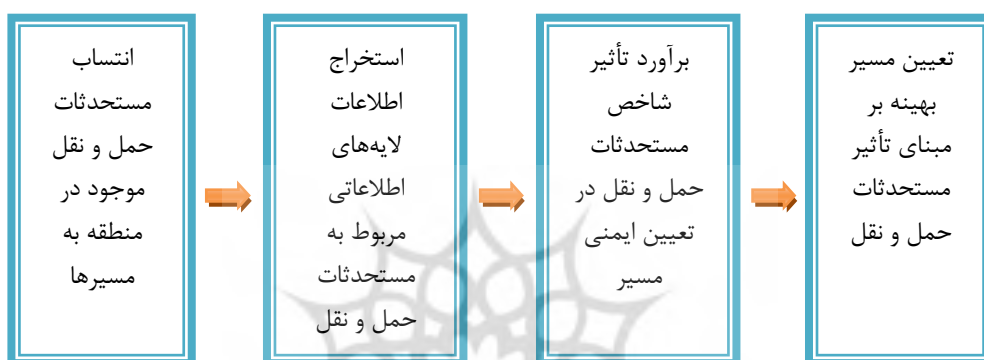 انتساب
مستحدثات
حمل و نقل
موجود در
منطقه به
مسیرها
استخراج
اطلاعات
لایه‌های
اطلاعاتی
مربوط به
مستحدثات
حمل و نقل
برآورد تأثیر
شاخص
مستحدثات
حمل و نقل در
تعیین ایمنی
مسیر
تعیین مسیر
بهینه بر
مبنای تأثیر
مستحدثات
حمل و نقل